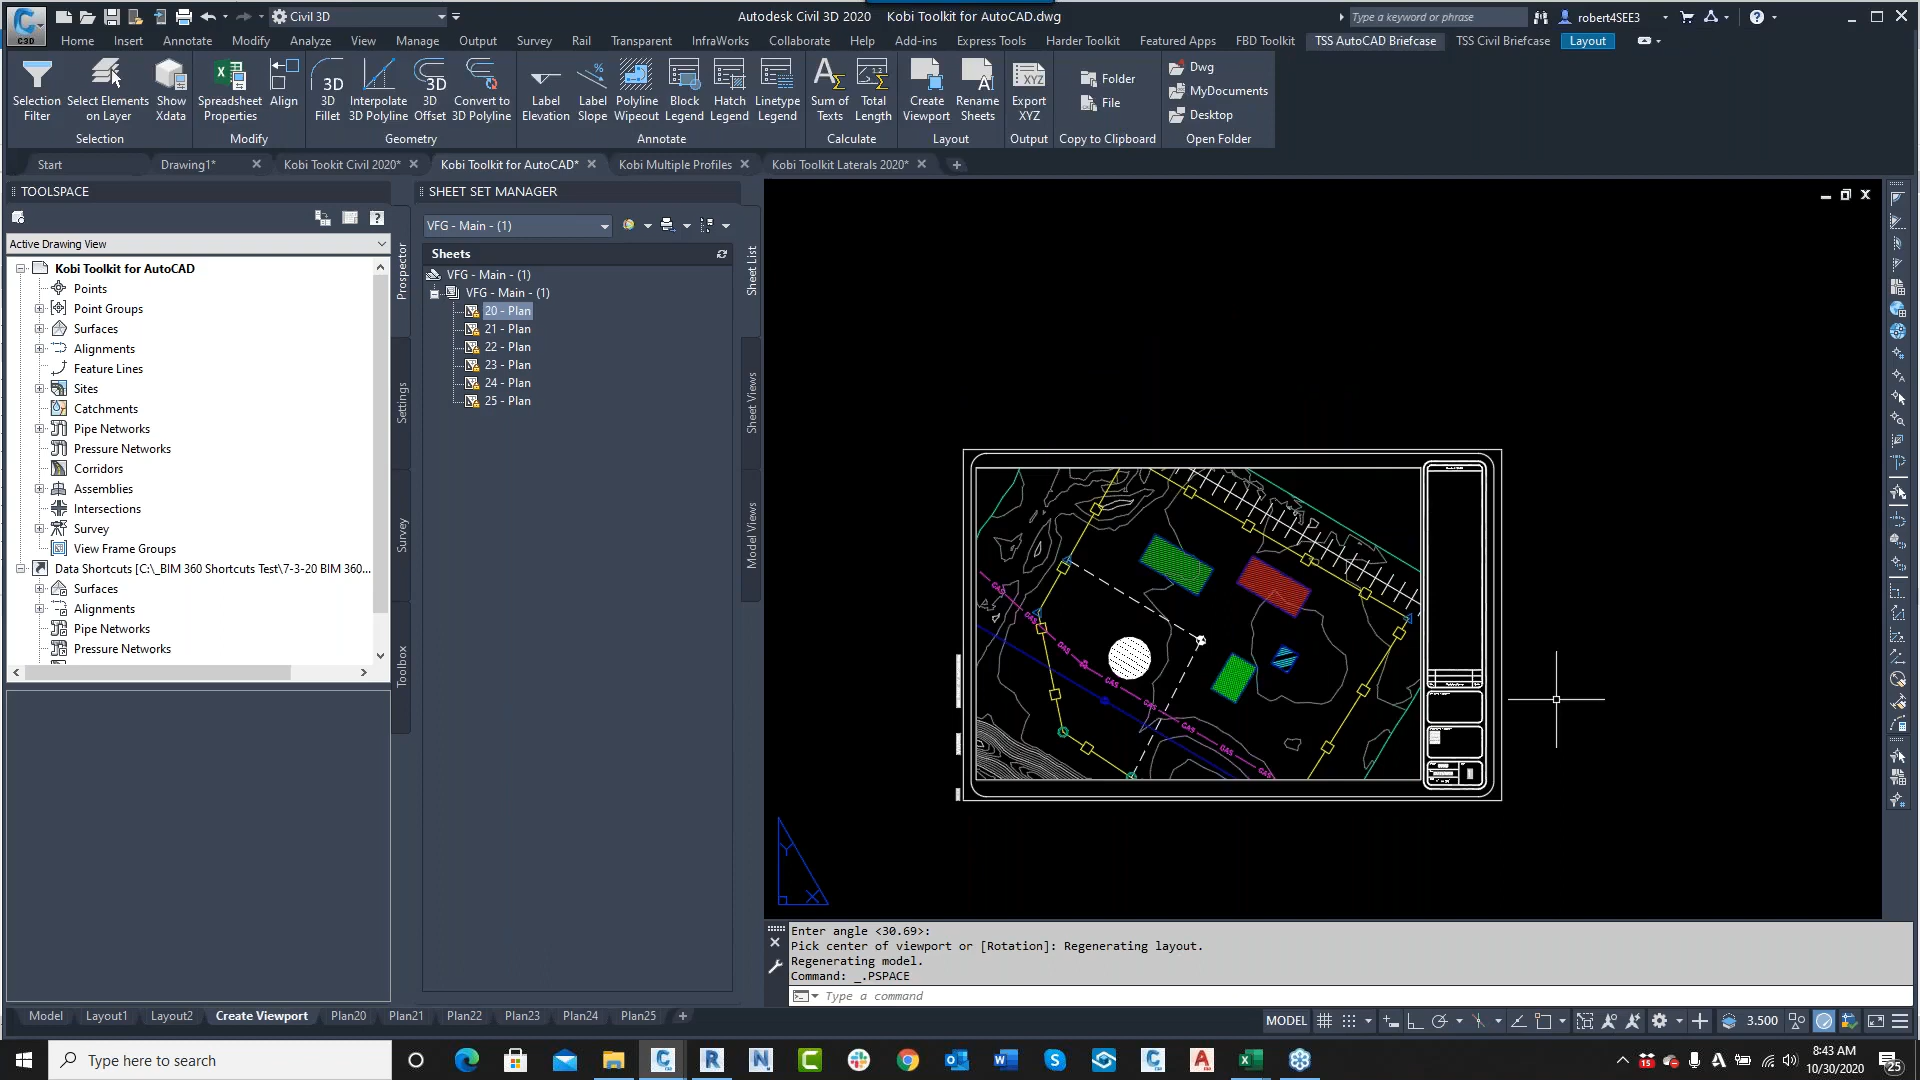 Civil 3D
Autodesk Civil 3D 2020 Kobi Toolkit for AutoCAD.dwg
Type a keyword or phrase
robert4SEE3
C3D
Home Insert Annotate Modify Analyze View Manage Output Survey Rail Transparent InfraWorks Collaborate Help Add-ins Express Tools Harder Toolkit Featured Apps FBD Toolkit TSS AutoCAD Briefcase TSS Civil Briefcase Layout
Selection Filter
Select Elements on Layer
Show Xdata
Spreadsheet Properties
Align
3D Fillet
Interpolate 3D Polyline
3D Offset
Convert to 3D Polyline
Label Elevation
Label Slope
Polyline Wipeout
Block Legend
Hatch Legend
Linetype Legend
Sum of Texts
Total Length
Create Viewport
Rename Sheets
Export XYZ
Folder
File
Dwg
MyDocuments
Desktop
Selection Modify Geometry Annotate Calculate Layout Output Copy to Clipboard Open Folder
Start Drawing1* Kobi Tookit Civil 2020* Kobi Toolkit for AutoCAD* Kobi Multiple Profiles Kobi Toolkit Laterals 2020*
TOOLSPACE
Active Drawing View
Kobi Toolkit for AutoCAD
Points
Point Groups
Surfaces
Alignments
Feature Lines
Sites
Catchments
Pipe Networks
Pressure Networks
Corridors
Assemblies
Intersections
Survey
View Frame Groups
Data Shortcuts [C:\_BIM 360 Shortcuts Test\7-3-20 BIM 360...
Surfaces
Alignments
Pipe Networks
Pressure Networks
Prospector
Settings
Survey
Toolbox
SHEET SET MANAGER
VFG - Main - (1)
Sheets
VFG - Main - (1)
VFG - Main - (1)
20 - Plan
21 - Plan
22 - Plan
23 - Plan
24 - Plan
25 - Plan
Sheet List
Sheet Views
Model Views
GAS
GAS
GAS
GAS
GAS
GAS
GAS
GAS
Y
X
Enter angle <30.69>:
Pick center of viewport or [Rotation]: Regenerating layout.
Regenerating model.
Command: _.PSPACE
Type a command
Model Layout1 Layout2 Create Viewport Plan20 Plan21 Plan22 Plan23 Plan24 Plan25
MODEL 3.500
Type here to search
8:43 AM
10/30/2020
15
25